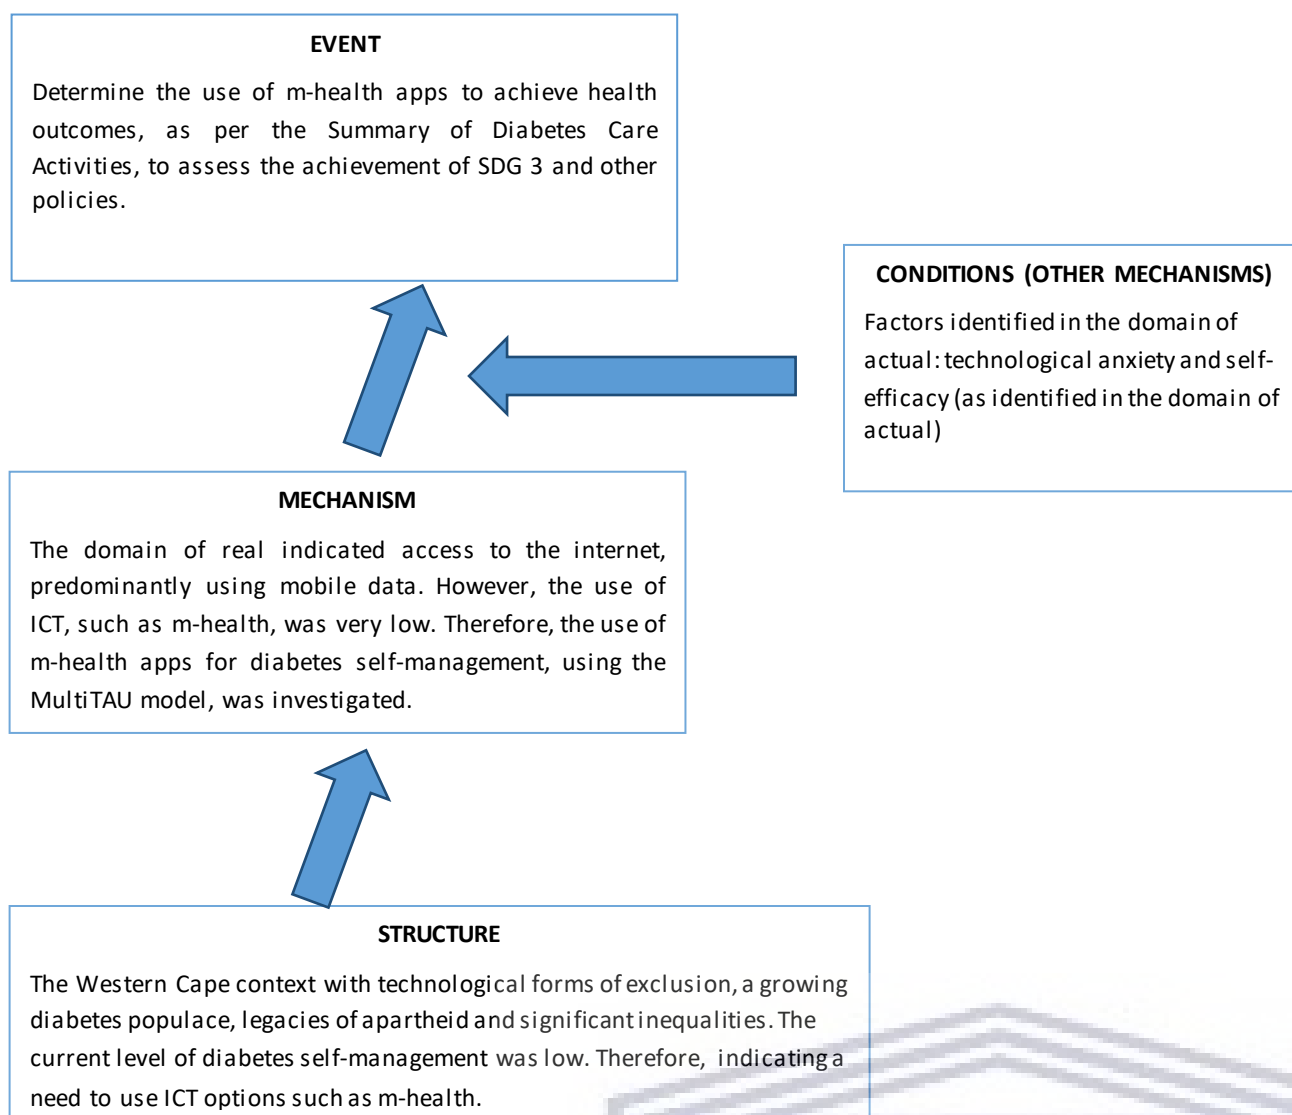 EVENT
Determine the use of m-health apps to achieve health
outcomes, as per the Summary of Diabetes Care
Activities, to assess the achievement of SDG 3 and other
policies.
CONDITIONS (OTHER MECHANISMS)
Factors identified in the domain of
actual: technological anxiety and self-
efficacy (as identified in the domain of
actual)
MECHANISM
The domain of real indicated access to the internet,
predominantly using mobile data. However, the use of
ICT, such as m-health, was very low. Therefore, the use of
m-health apps for diabetes self-management, using the
MultiTAU model, was investigated.
STRUCTURE
The Western Cape context with technological forms of exclusion, a growing
diabetes populace, legacies of apartheid and significant inequalities. The
current level of diabetes self-management was low. Therefore, indicating a
need to use ICT options such as m-health.